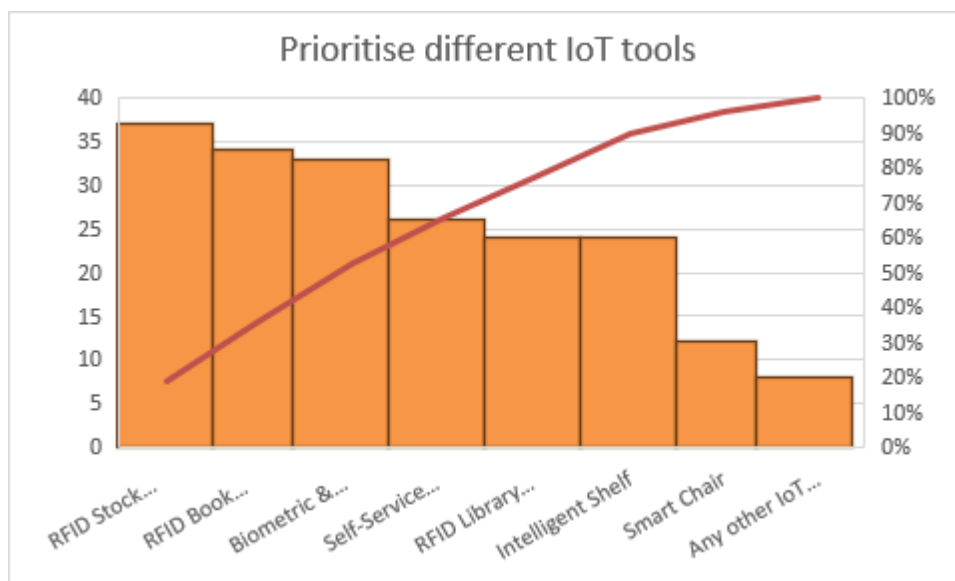 Prioritise different IoT tools
40
35
30
25
20
15
10
5
0
100%
90%
80%
70%
60%
50%
40%
30%
20%
10%
0%
RFID Stock...
RFID Book...
Biometric &...
Self-Service...
RFID Library...
Intelligent Shelf
Smart Chair
Any other IoT...